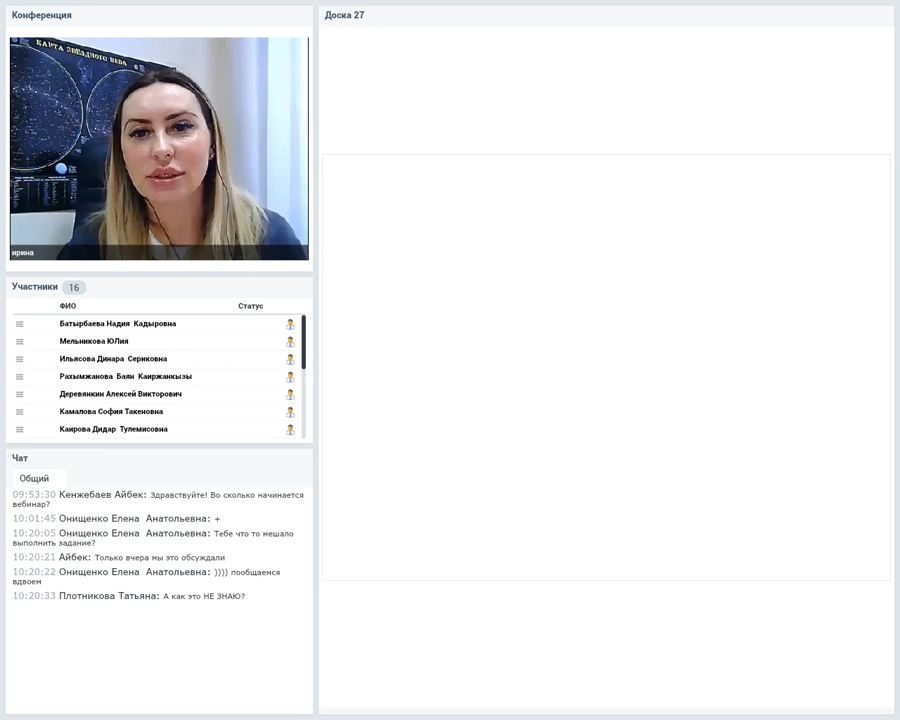 Конференция
КАРТА ЗВЁЗДНОГО НЕБА
ирина
Участники 16
ФИО Статус
Батырбаева Надия Кадыровна
Мельникова ЮЛия
Ильясова Динара Сериковна
Рахымжанова Баян Каиржанкызы
Деревянкин Алексей Викторович
Камалова София Такеновна
Каирова Дидар Тулемисовна
Чат
Общий
09:53:30 Кенжебаев Айбек: Здравствуйте! Во сколько начинается
вебинар?
10:01:45 Онищенко Елена Анатольевна: +
10:20:05 Онищенко Елена Анатольевна: Тебе что то мешало
выполнить задание?
10:20:21 Айбек: Только вчера мы это обсуждали
10:20:22 Онищенко Елена Анатольевна: )))) пообщаемся
вдвоем
10:20:33 Плотникова Татьяна: А как это НЕ ЗНАЮ?
Доска 27